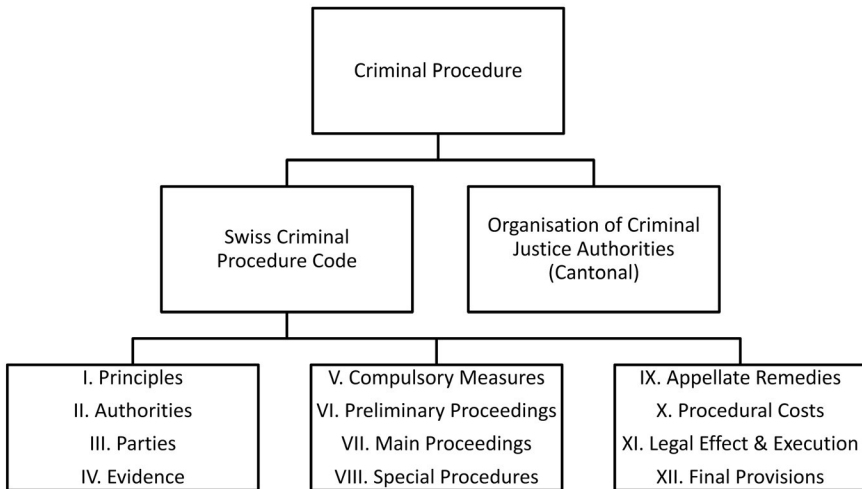 Criminal Procedure
Swiss Criminal
Procedure Code
Organisation of Criminal
Justice Authorities
(Cantonal)
I. Principles
II. Authorities
III. Parties
IV. Evidence
V. Compulsory Measures
VI. Preliminary Proceedings
VII. Main Proceedings
VIII. Special Procedures
IX. Appellate Remedies
X. Procedural Costs
XI. Legal Effect & Execution
XII. Final Provisions